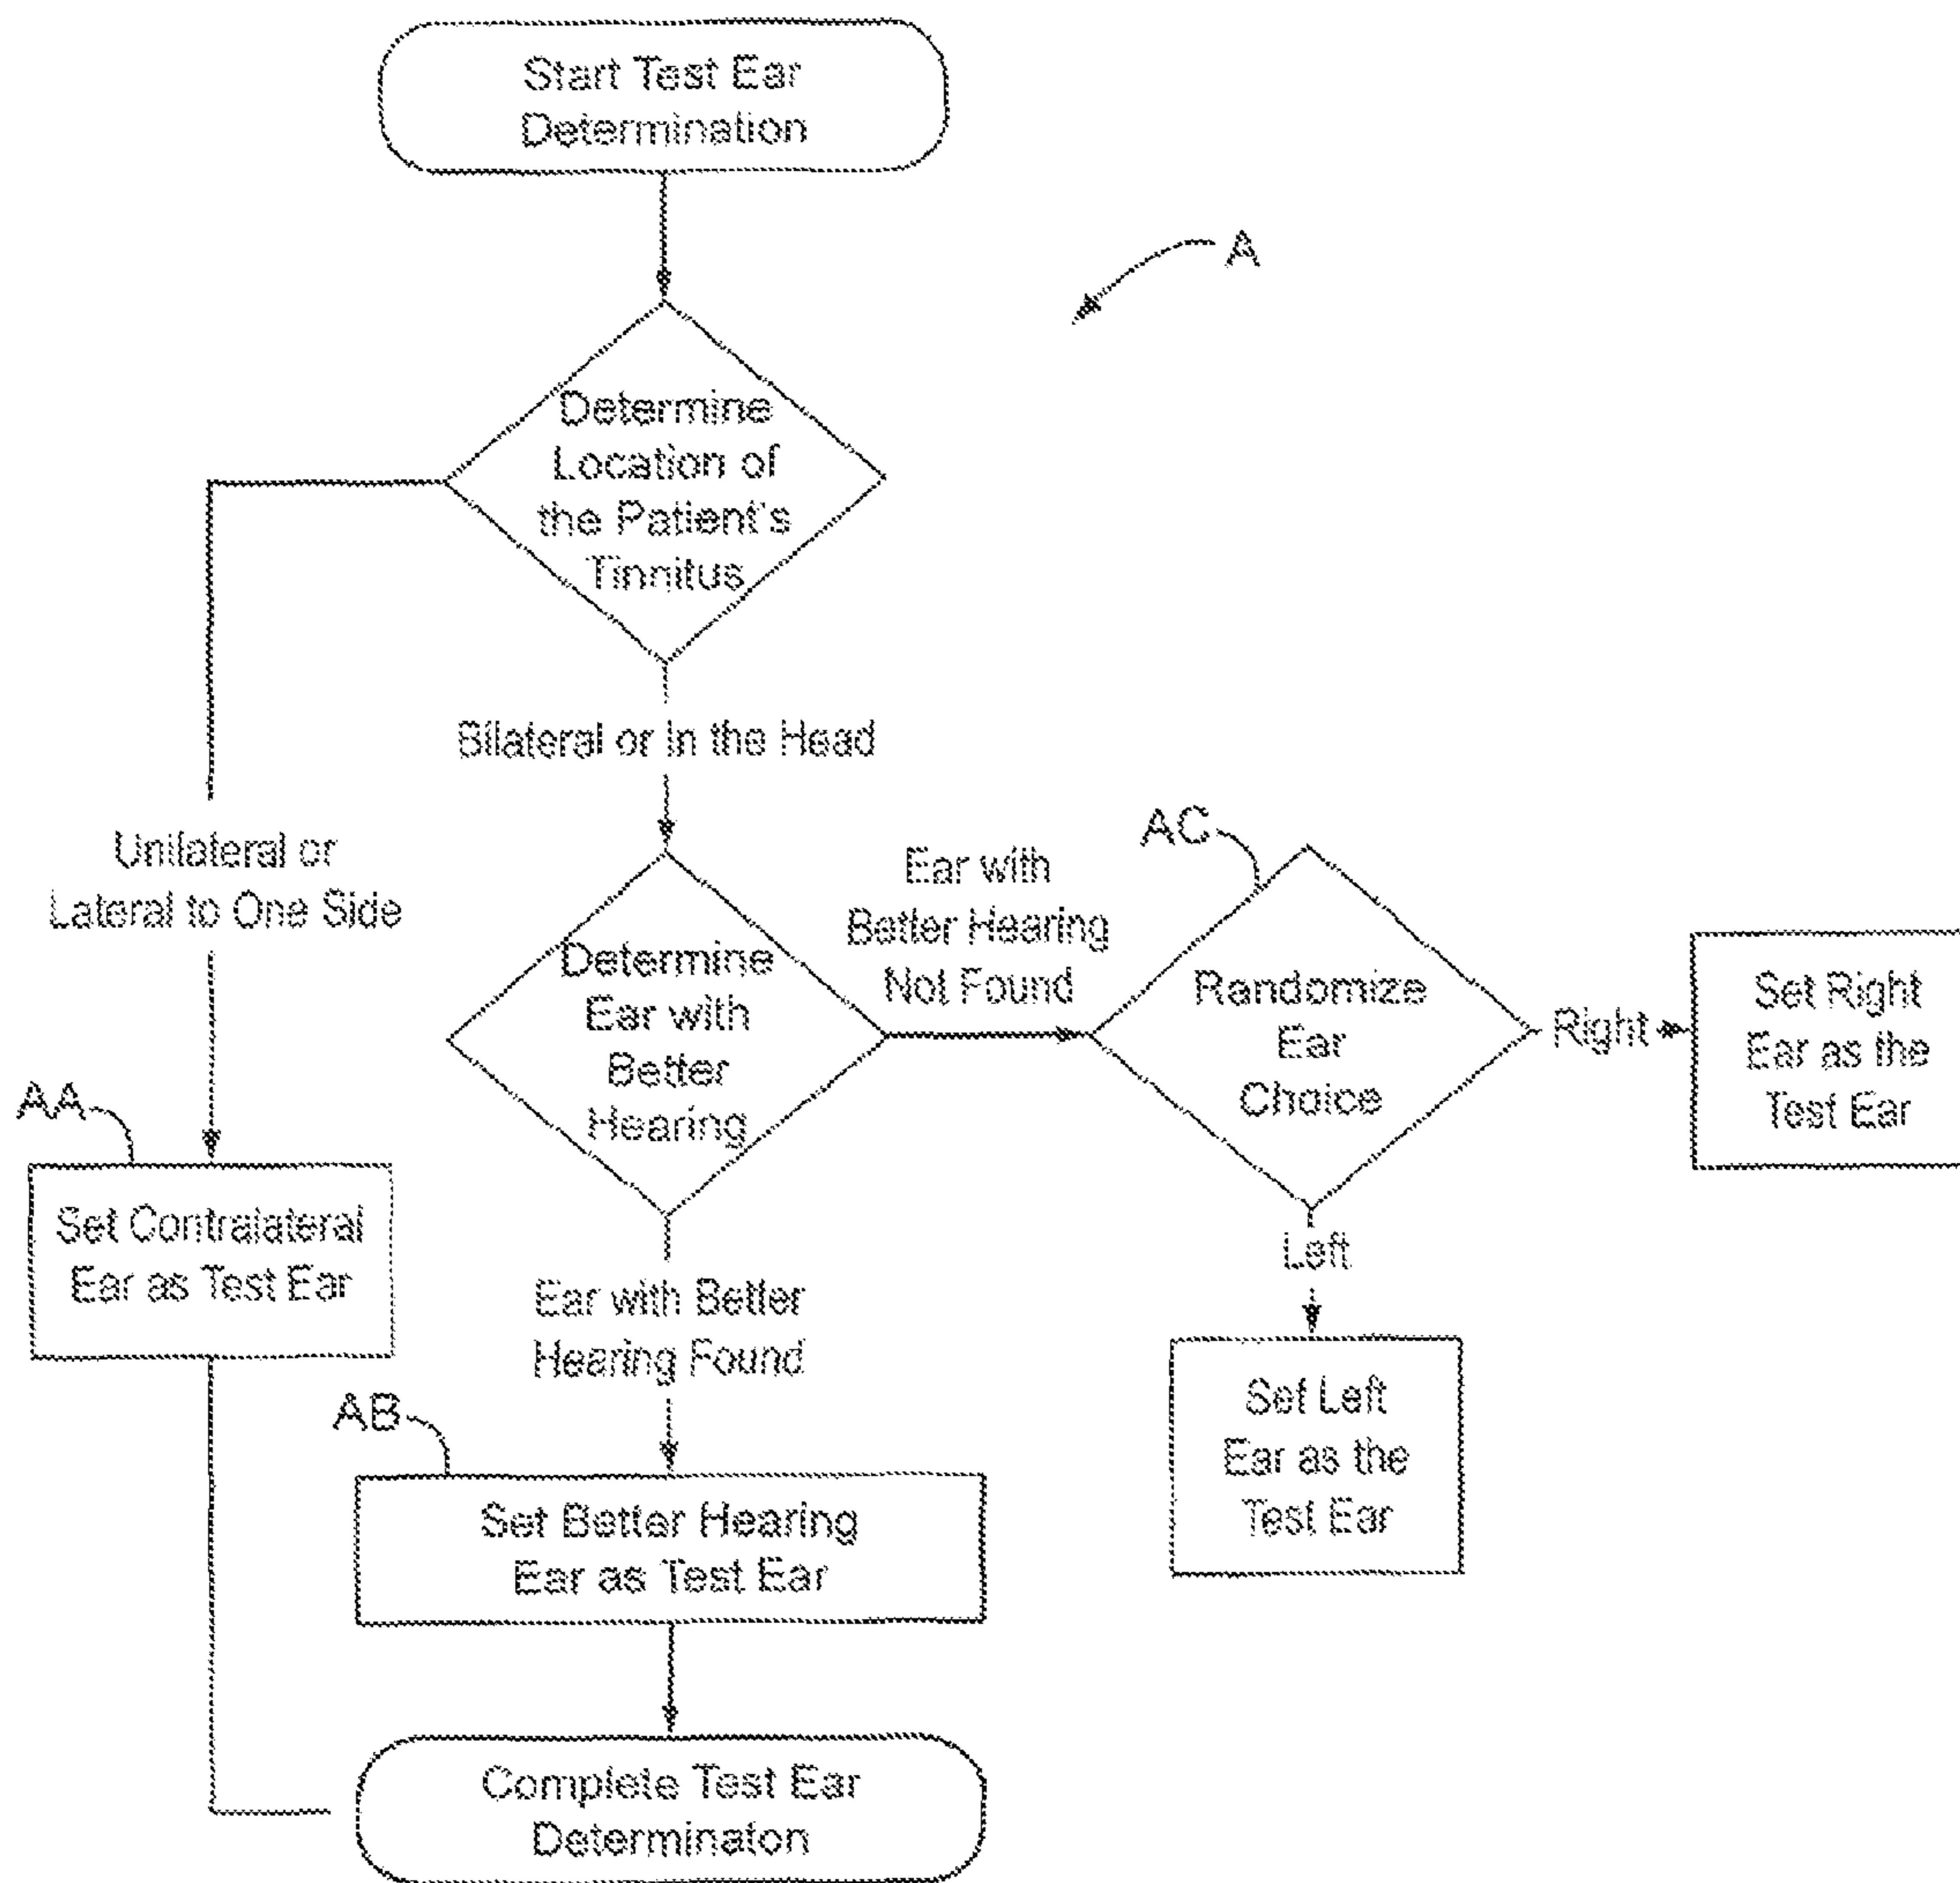 Start Test Ear
Determination
A
Determine
Location of
the Patient's
Tinnitus
Bilateral or In the Head
Unilateral or
Lateral to One Side
Determine
Ear with
Better
Hearing
Ear with
Better Hearing
Not Found
AC
Randomize
Ear
Choice
Right
Set Right
Ear as the
Test Ear
Left
Set Left
Ear as the
Test Ear
AA
Set Contralateral
Ear as Test Ear
Ear with Better
Hearing Found
AB
Set Better Hearing
Ear as Test Ear
Complete Test Ear
Determinaton